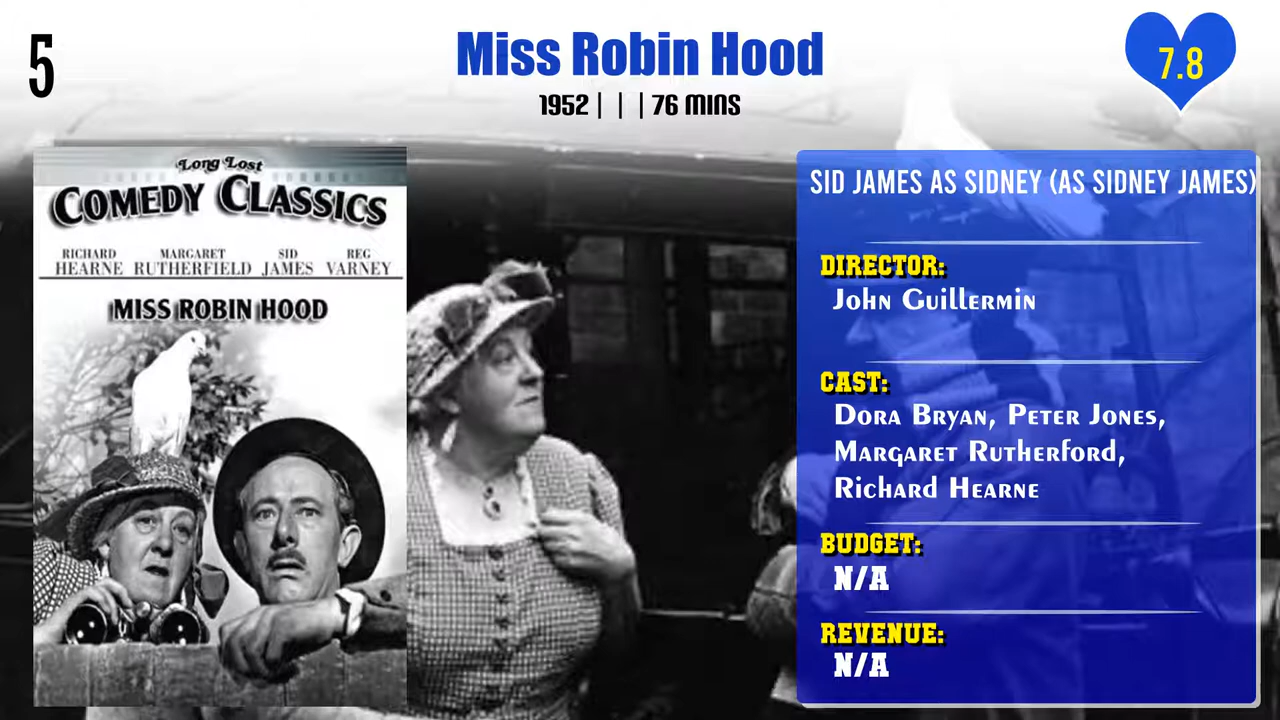 5
Miss Robin Hood
7.8
1952 | | | 76 MINS
Long Lost
COMEDY CLASSICS
RICHARD HEARNE
MARGARET RUTHERFIELD
SID JAMES
REG VARNEY
MISS ROBIN HOOD
SID JAMES AS SIDNEY (AS SIDNEY JAMES)
DIRECTOR:
John Guillermin
CAST:
Dora Bryan, Peter Jones,
Margaret Rutherford,
Richard Hearne
BUDGET:
N/A
REVENUE:
N/A